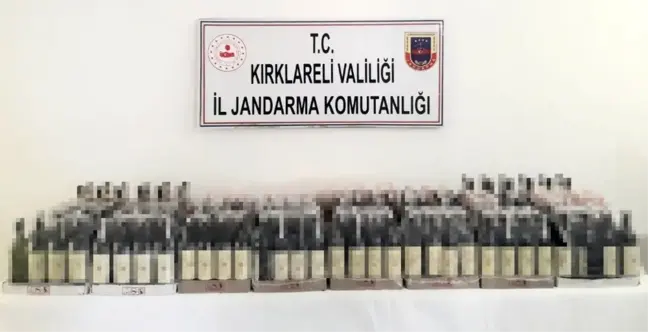 T.C.
KIRKLARELİ VALİLİĞİ
İL JANDARMA KOMUTANLIĞI